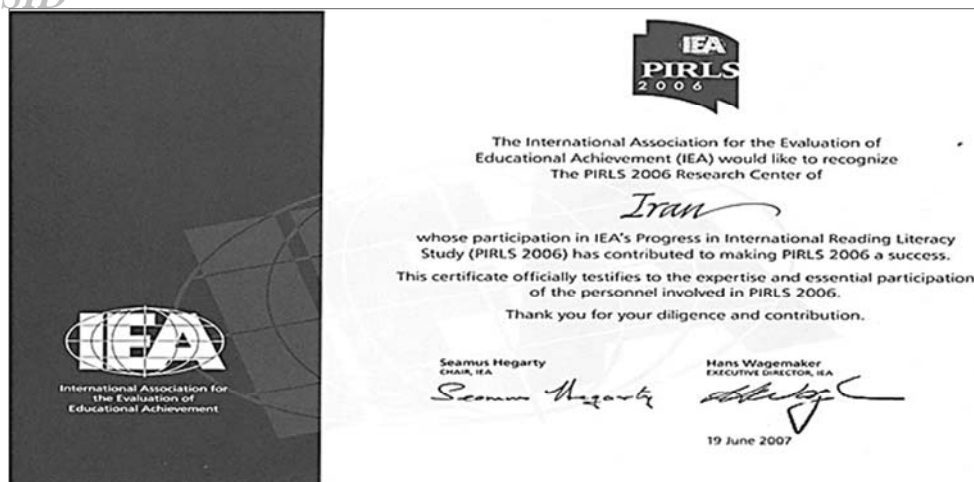 SID
IEA
PIRLS
2006
The International Association for the Evaluation of
Educational Achievement (IEA) would like to recognize
The PIRLS 2006 Research Center of
Iran
whose participation in IEA's Progress in International Reading Literacy
Study (PIRLS 2006) has contributed to making PIRLS 2006 a success.
This certificate officially testifies to the expertise and essential participation
of the personnel involved in PIRLS 2006.
Thank you for your diligence and contribution.
Seamus Hegarty
CHAIR, IEA
Seamus Hegarty
Hans Wagemaker
EXECUTIVE DIRECTOR, IEA
19 June 2007
IEA
International Association for
the Evaluation of
Educational Achievement